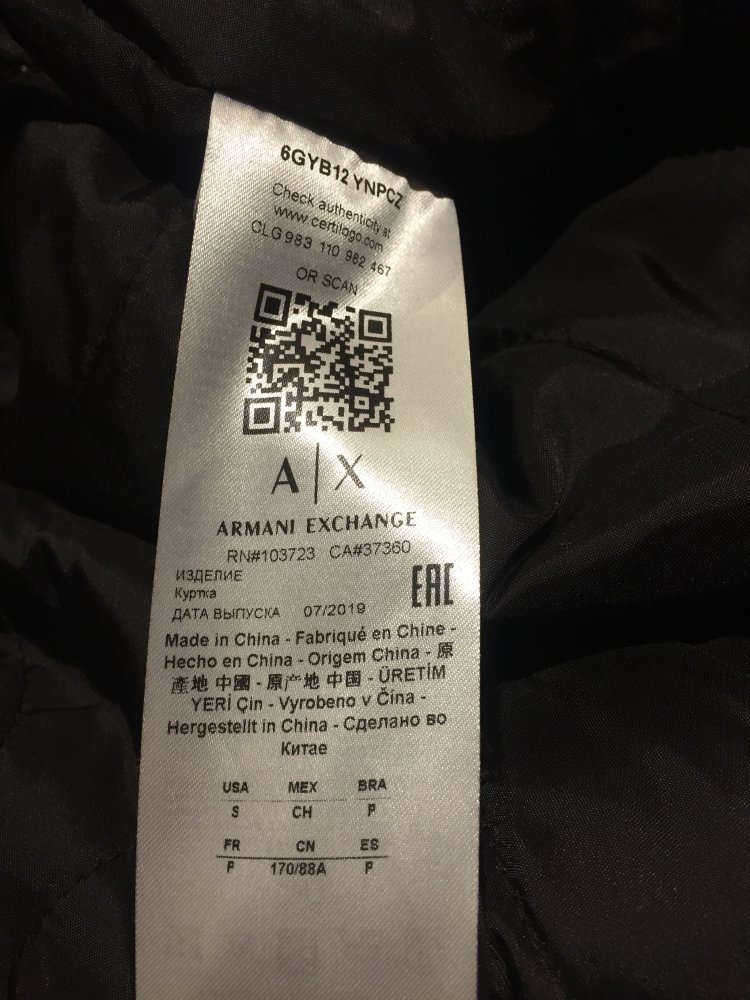 6GYB12 YNPCZ
Check authenticity at
www certilogo.com
CLG 983 110 982 467
OR SCAN
A|X
ARMANI EXCHANGE
RN#103723 CA#37360
ИЗДЕЛИЕ
Куртка
EAC
ДАТА ВЫПУСКА 07/2019
Made in China - Fabriqué en Chine -
Hecho en China - Origem China - 原
產地 中國 - 原产地 中国 - ÜRETİM
YERİ Çin - Vyrobeno v Čina -
Hergestellt in China - Сделано во
Китае
USA MEX BRA
S CH P
FR CN ES
P 170/88A P